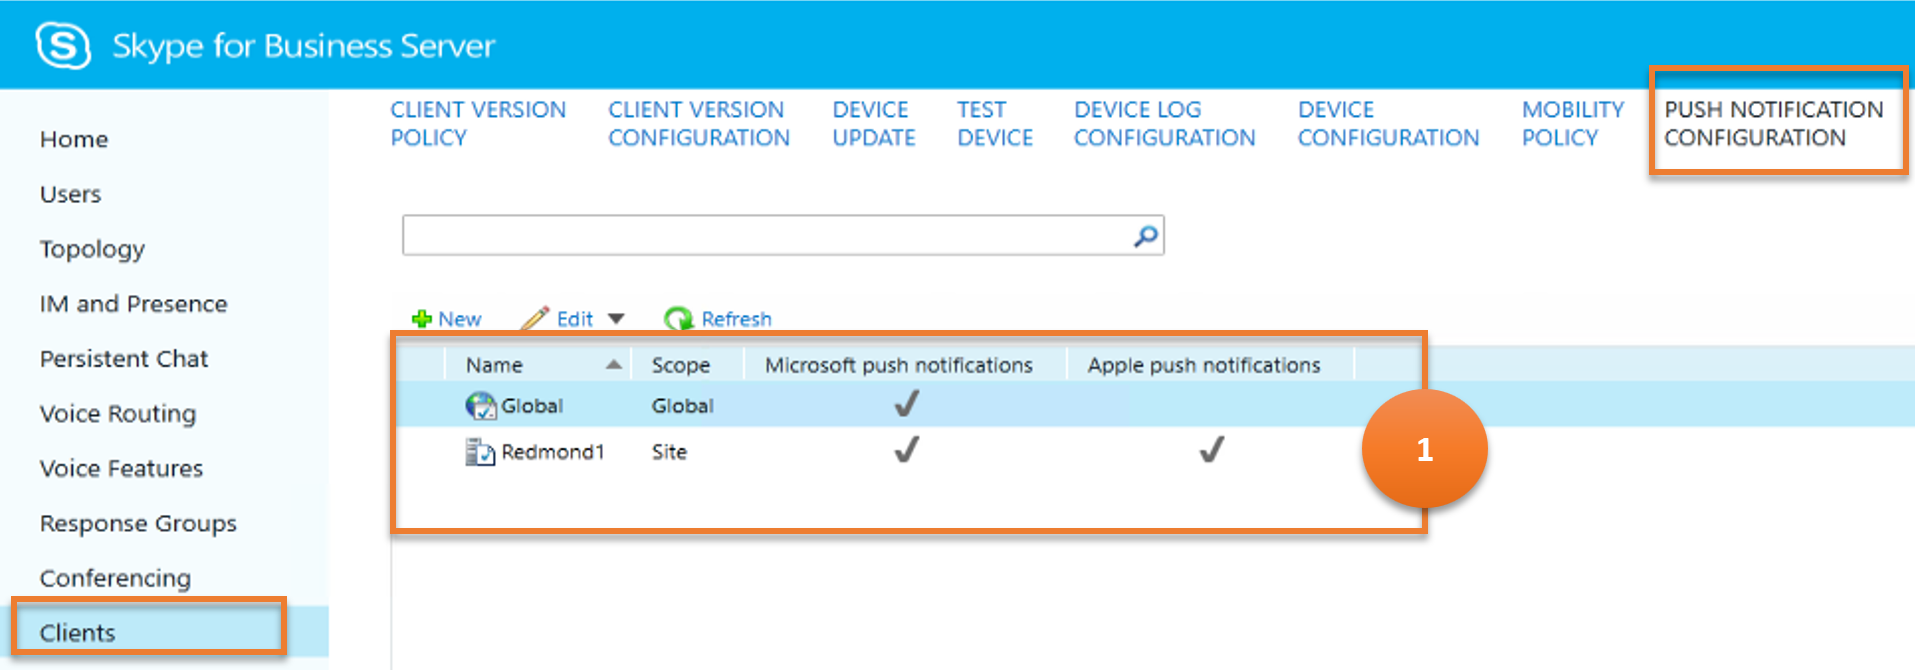 Skype for Business Server
CLIENT VERSION POLICY
CLIENT VERSION CONFIGURATION
DEVICE UPDATE
TEST DEVICE
DEVICE LOG CONFIGURATION
DEVICE CONFIGURATION
MOBILITY POLICY
PUSH NOTIFICATION CONFIGURATION
Home
Users
Topology
IM and Presence
Persistent Chat
Voice Routing
Voice Features
Response Groups
Conferencing
Clients
New Edit Refresh
Name Scope Microsoft push notifications Apple push notifications
Global Global
Redmond1 Site
1